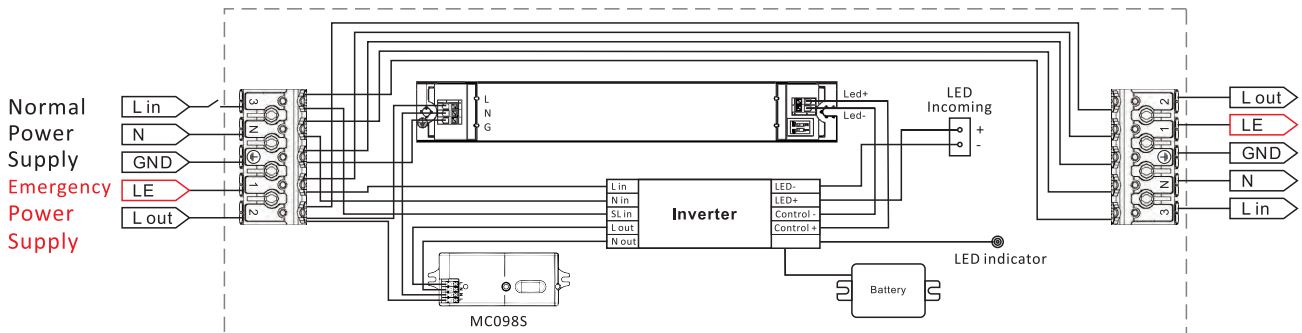 Normal
Power
Supply
Emergency
Power
Supply
L in
N
GND
LE
L out
3
N
1
2
L
N
G
Led+
Led-
LED
Incoming
+
-
L in
N in
SL in
L out
N out
Inverter
LED-
LED+
Control -
Control +
LED indicator
Battery
MC098S
2
1
N
3
L out
LE
GND
N
L in